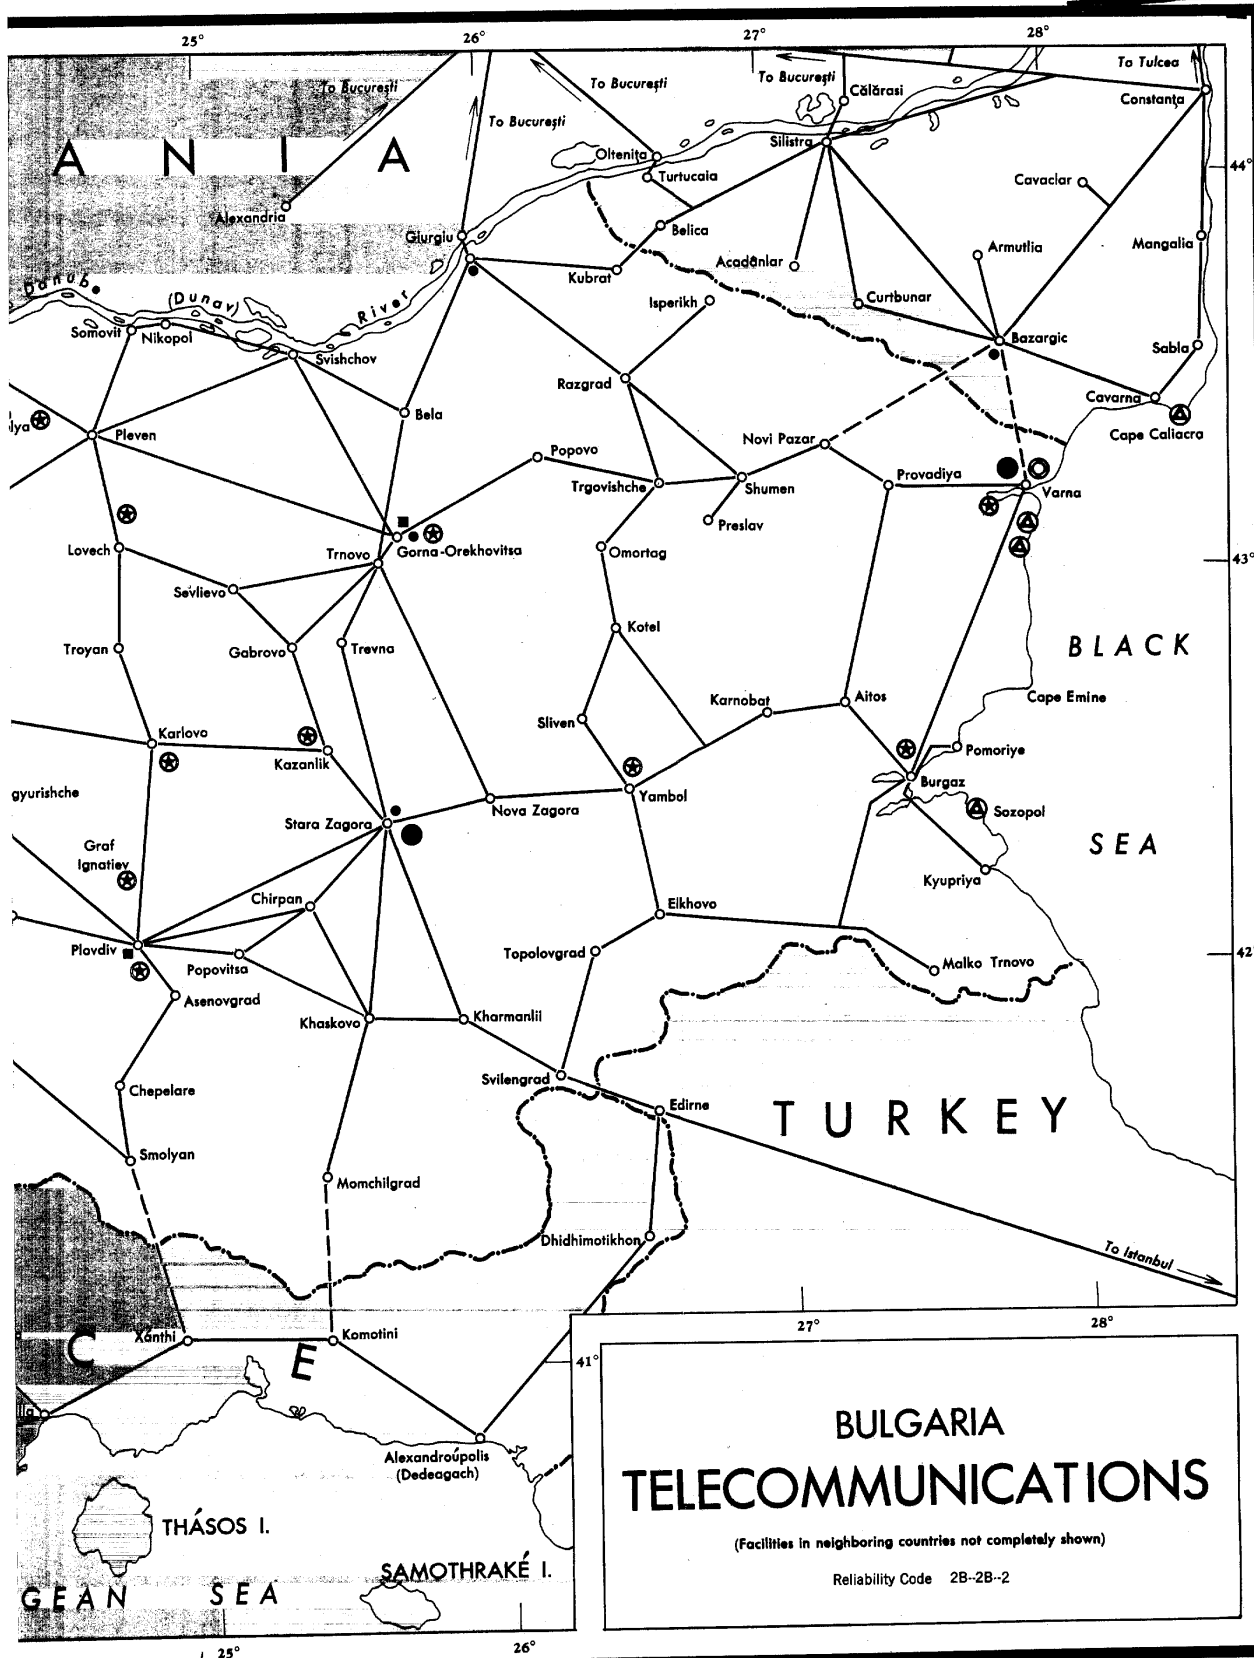 25°
26°
27°
28°
To Tulcea
To București
To București
To București
To București
Călărasi
Constanța
A N I A
Oltenița
Silistra
44°
Turtucaia
Cavaclar
Alexandria
Giurgiu
Belica
Armutlia
Mangalia
Kubrat
Acadânlar
Danube
(Dunav)
River
Isperikh
Curtbunar
Somovit
Nikopol
Svishchov
Bazargic
Sabla
Razgrad
Cavarna
Bela
lya
Pleven
Novi Pazar
Cape Caliacra
Popovo
Trgovishche
Shumen
Provadiya
Varna
Preslav
Lovech
Trnovo
Gorna-Orekhovitsa
Omortag
43°
Sevlievo
Kotel
Troyan
Gabrovo
Trevna
BLACK
Karnobat
Aitos
Cape Emine
Sliven
Karlovo
Kazanlik
Pomoriye
gyurishche
Nova Zagora
Yambol
Burgaz
Stara Zagora
Sozopol
Graf
Ignatiev
SEA
Kyupriya
Chirpan
Elkhovo
Plovdiv
Popovitsa
Topolovgrad
42°
Malko Trnovo
Asenovgrad
Khaskovo
Kharmanlii
Svilengrad
Chepelare
Edirne
TURKEY
Smolyan
Momchilgrad
Dhidhimotikhon
To Istanbul
27°
28°
Xánthi
Komotini
C E
41°
Alexandroúpolis
(Dedeagach)
BULGARIA
TELECOMMUNICATIONS
(Facilities in neighboring countries not completely shown)
Reliability Code 2B--2B--2
THÁSOS I.
SAMOTHRAKÉ I.
GEAN SEA
25°
26°